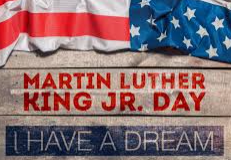 MARTIN LUTHER
KING JR. DAY
I HAVE A DREAM